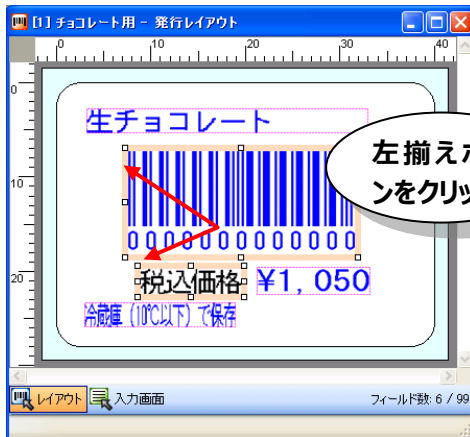 [1] チョコレート用 - 発行レイアウト
0 10 20 30 40
0
10
20
生チョコレート
0000000000000
税込価格 ¥1, 050
冷蔵庫 (10℃以下) で保存
左揃え
ンをクリッ
レイアウト 入力画面 フィールド数: 6 / 99